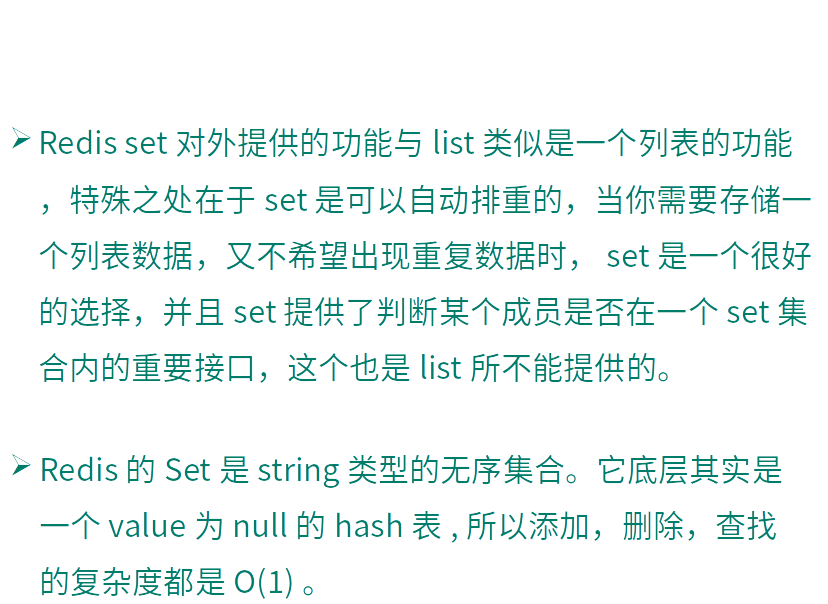 ➢ Redis set 对外提供的功能与 list 类似是一个列表的功能
，特殊之处在于 set 是可以自动排重的，当你需要存储一
个列表数据，又不希望出现重复数据时， set 是一个很好
的选择，并且 set 提供了判断某个成员是否在一个 set 集
合内的重要接口，这个也是 list 所不能提供的。
➢ Redis 的 Set 是 string 类型的无序集合。它底层其实是
一个 value 为 null 的 hash 表 , 所以添加，删除，查找
的复杂度都是 O(1) 。